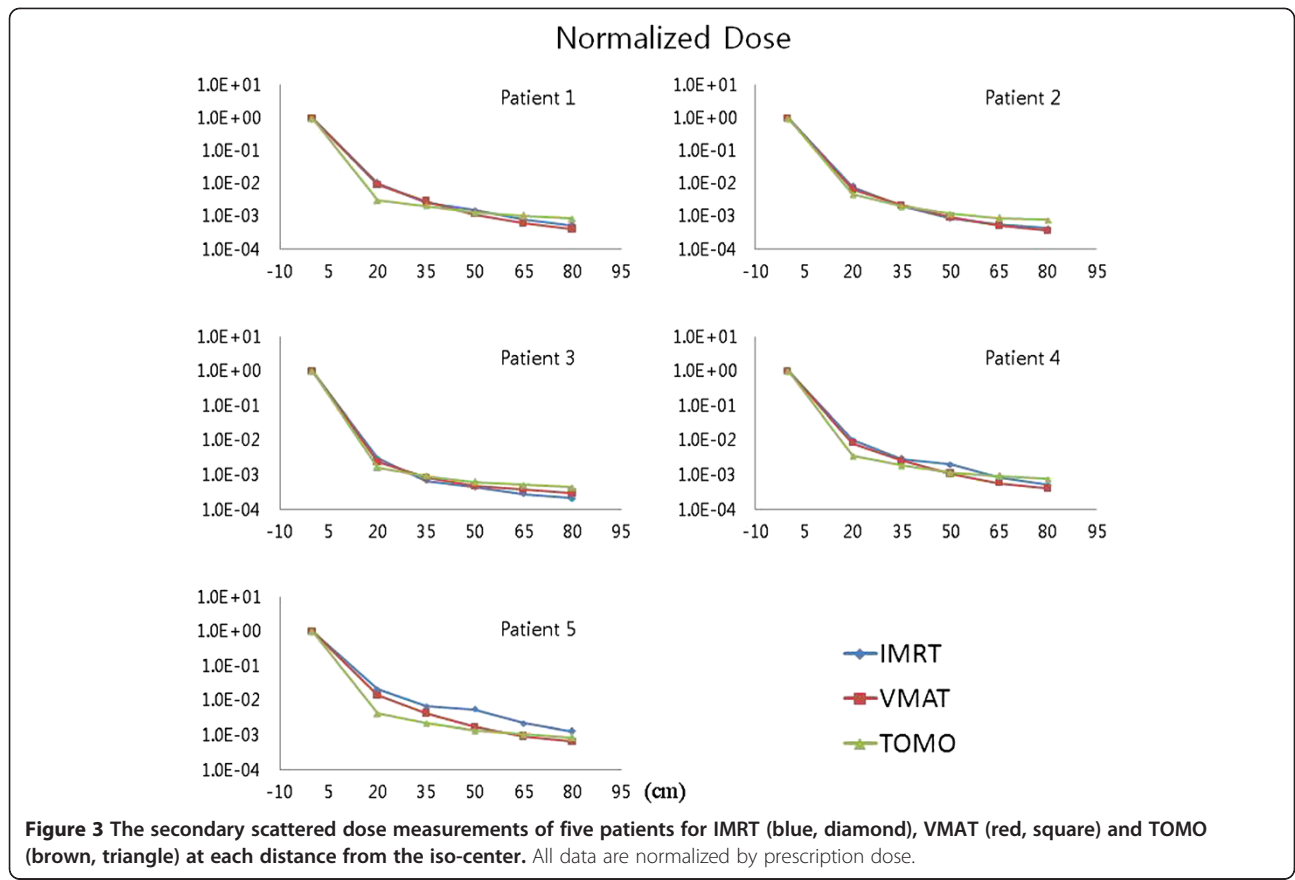 Normalized Dose
Patient 1
1.0E+01
1.0E+00
1.0E-01
1.0E-02
1.0E-03
1.0E-04
-10 5 20 35 50 65 80 95
Patient 2
1.0E+01
1.0E+00
1.0E-01
1.0E-02
1.0E-03
1.0E-04
-10 5 20 35 50 65 80 95
Patient 3
1.0E+01
1.0E+00
1.0E-01
1.0E-02
1.0E-03
1.0E-04
-10 5 20 35 50 65 80 95
Patient 4
1.0E+01
1.0E+00
1.0E-01
1.0E-02
1.0E-03
1.0E-04
-10 5 20 35 50 65 80 95
Patient 5
1.0E+01
1.0E+00
1.0E-01
1.0E-02
1.0E-03
1.0E-04
-10 5 20 35 50 65 80 95 (cm)
IMRT
VMAT
TOMO
Figure 3 The secondary scattered dose measurements of five patients for IMRT (blue, diamond), VMAT (red, square) and TOMO
(brown, triangle) at each distance from the iso-center. All data are normalized by prescription dose.